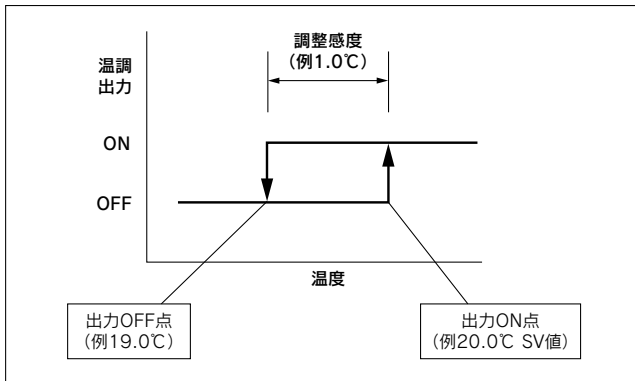 調整感度
（例1.0℃）
温調
出力
ON
OFF
温度
出力OFF点
（例19.0℃）
出力ON点
（例20.0℃ SV値）